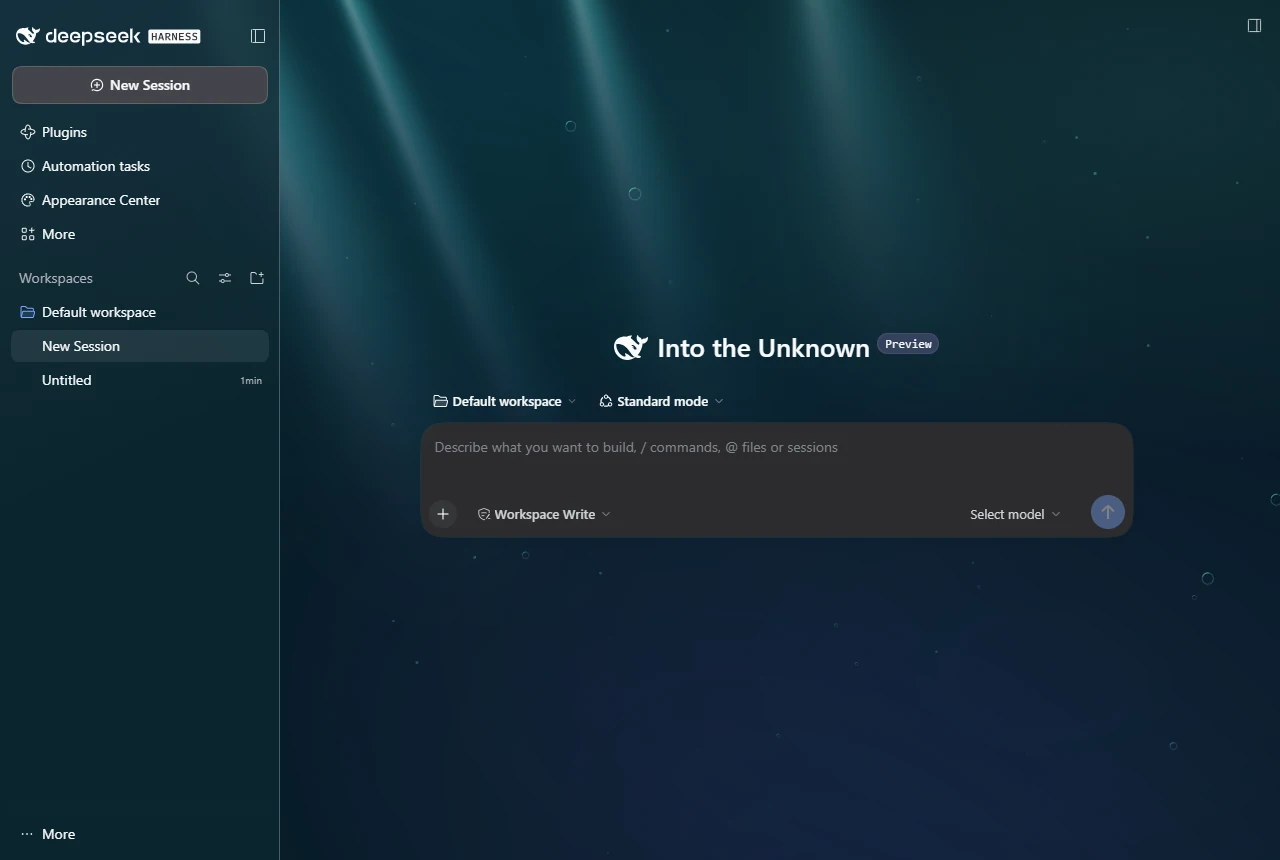 deepseek HARNESS
New Session
Plugins
Automation tasks
Appearance Center
More
Workspaces
Default workspace
New Session
Untitled 1min
More
Into the Unknown Preview
Default workspace Standard mode
Describe what you want to build, / commands, @ files or sessions
Workspace Write Select model